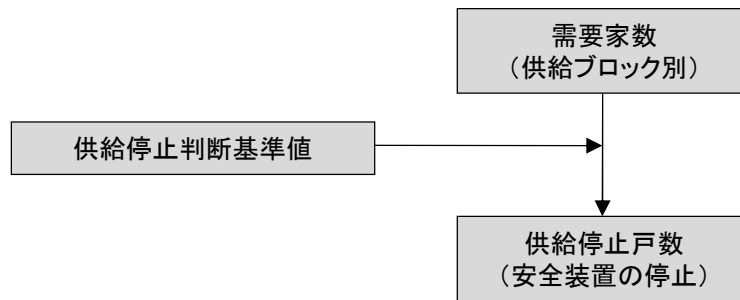 需要家数
（供給ブロック別）
供給停止判断基準値
供給停止戸数
（安全装置の停止）